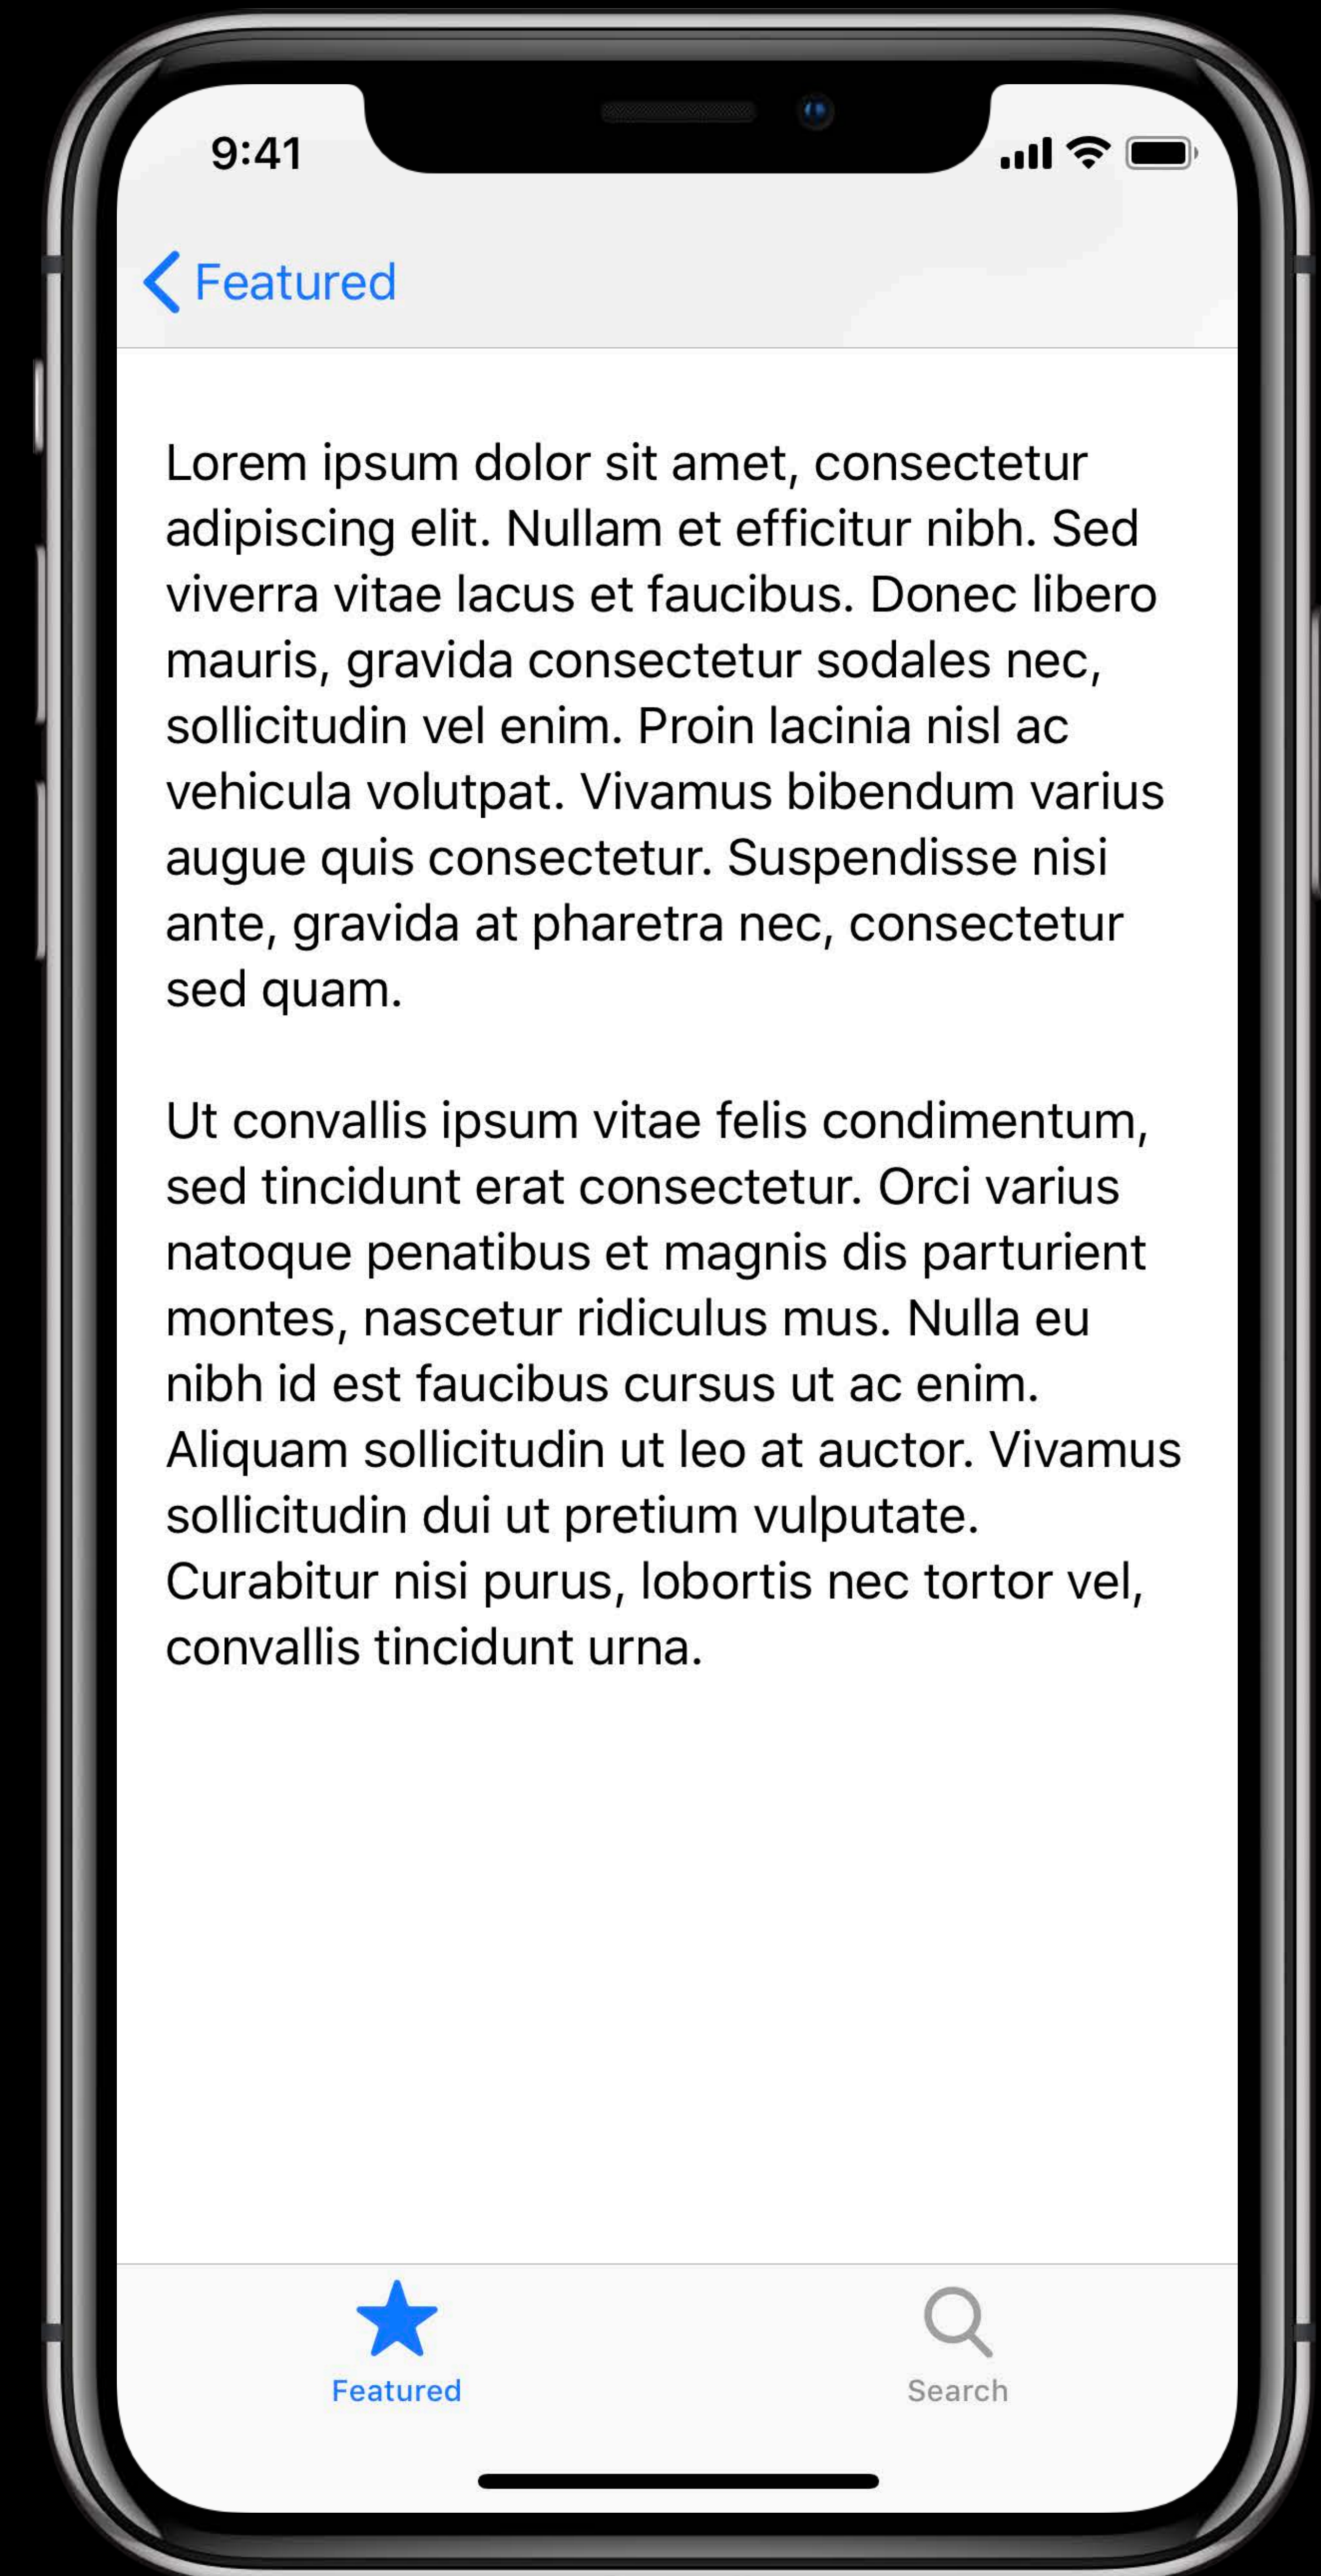 9:41
Featured
Lorem ipsum dolor sit amet, consectetur
adipiscing elit. Nullam et efficitur nibh. Sed
viverra vitae lacus et faucibus. Donec libero
mauris, gravida consectetur sodales nec,
sollicitudin vel enim. Proin lacinia nisl ac
vehicula volutpat. Vivamus bibendum varius
augue quis consectetur. Suspendisse nisi
ante, gravida at pharetra nec, consectetur
sed quam.
Ut convallis ipsum vitae felis condimentum,
sed tincidunt erat consectetur. Orci varius
natoque penatibus et magnis dis parturient
montes, nascetur ridiculus mus. Nulla eu
nibh id est faucibus cursus ut ac enim.
Aliquam sollicitudin ut leo at auctor. Vivamus
sollicitudin dui ut pretium vulputate.
Curabitur nisi purus, lobortis nec tortor vel,
convallis tincidunt urna.
Featured
Search